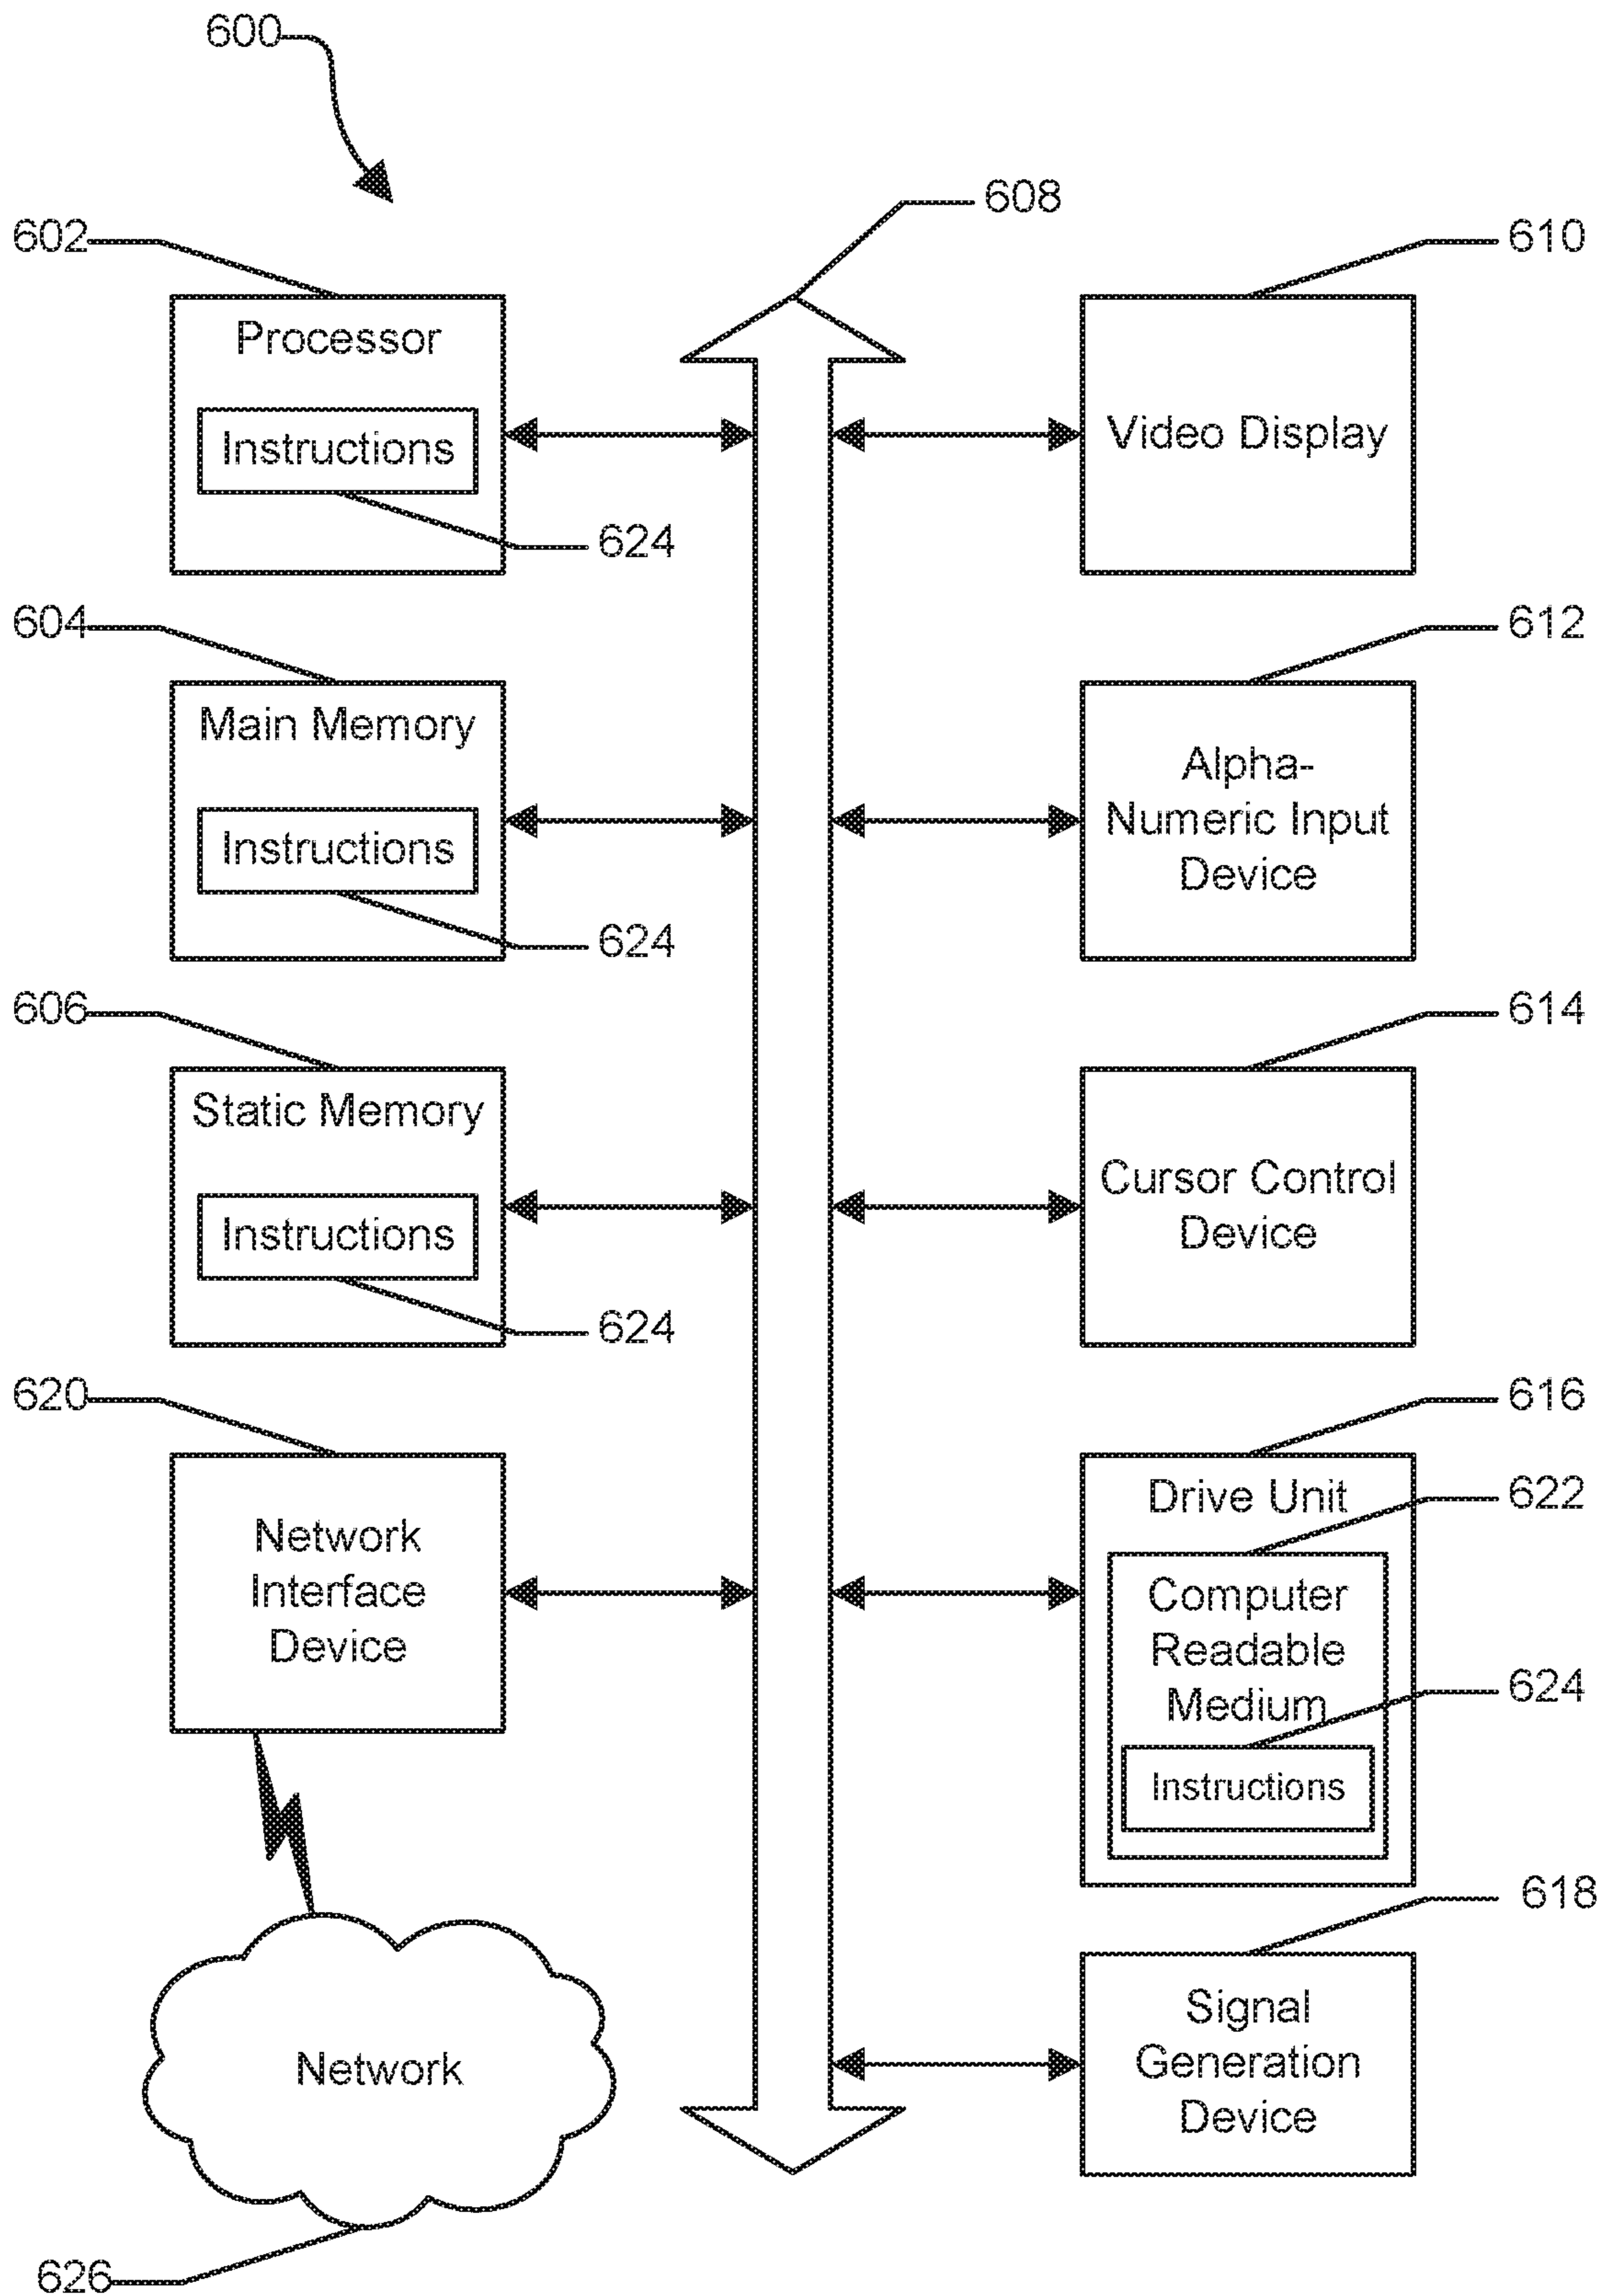 600
608
602
610
Processor
Instructions
624
Video Display
604
612
Main Memory
Instructions
624
Alpha-
Numeric Input
Device
606
614
Static Memory
Instructions
624
Cursor Control
Device
620
616
Network
Interface
Device
Drive Unit
622
Computer
Readable
Medium
624
Instructions
618
Signal
Generation
Device
Network
626